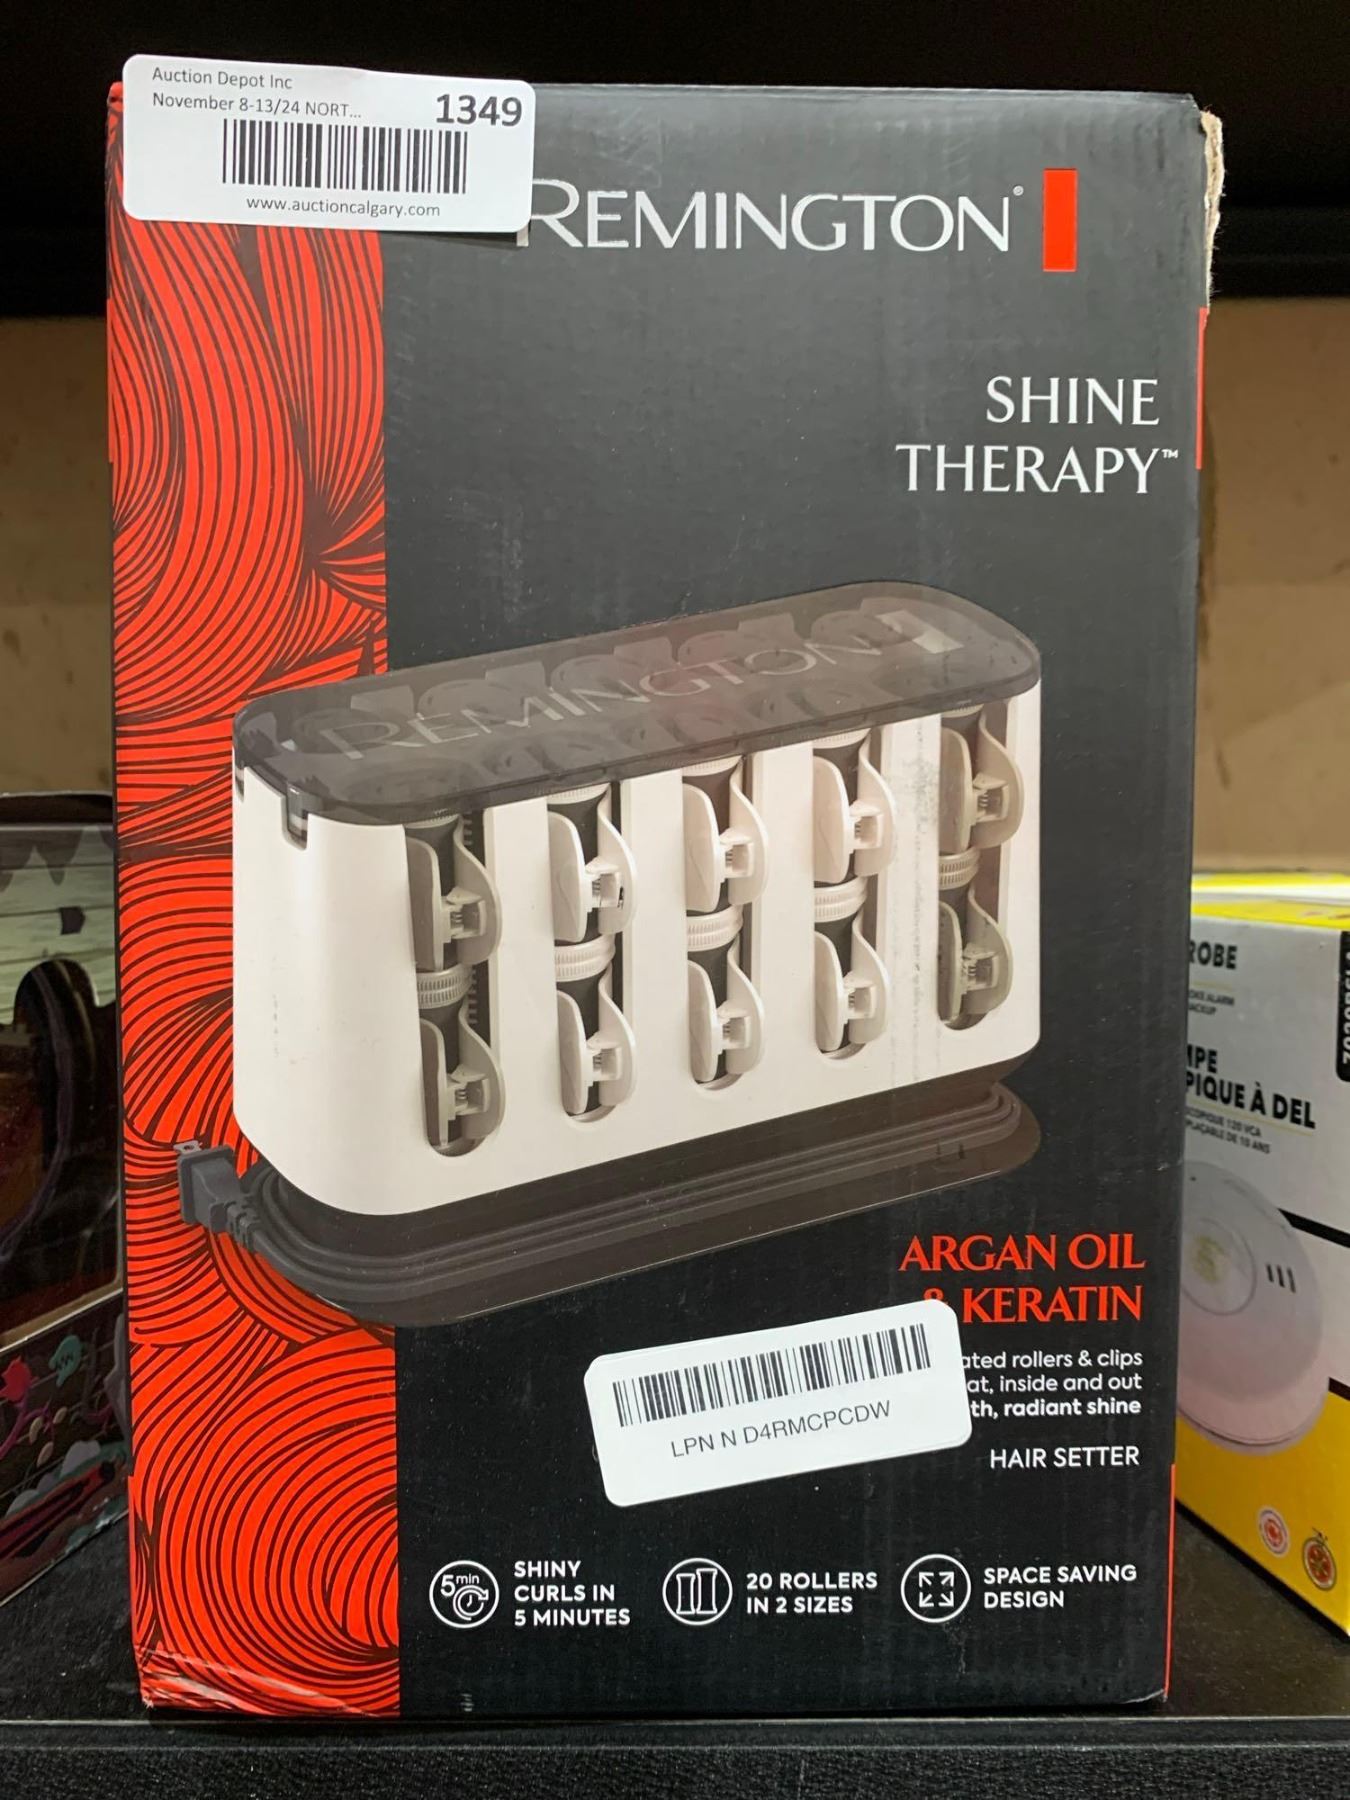 Auction Depot Inc
November 8-13/24 NORT...
1349
www.auctioncalgary.com
REMINGTON®
SHINE
THERAPY™
REMINGTON
ARGAN OIL
& KERATIN
ated rollers & clips
at, inside and out
th, radiant shine
HAIR SETTER
LPN N D4RMCPCDW
5min
SHINY
CURLS IN
5 MINUTES
20 ROLLERS
IN 2 SIZES
SPACE SAVING
DESIGN
ROBE
PIQUE À DEL